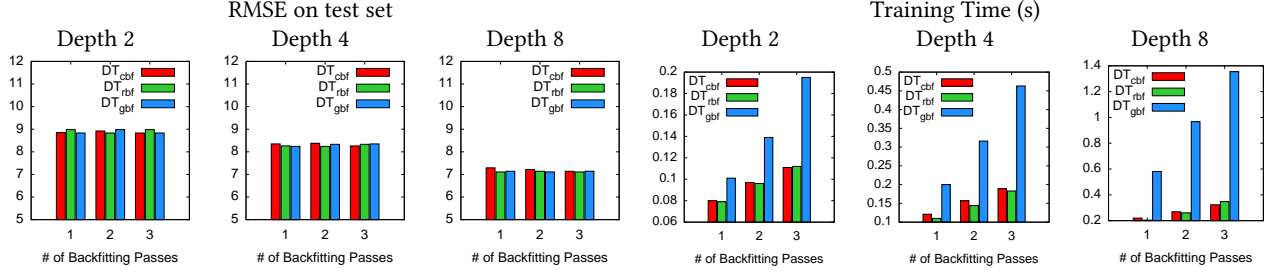 RMSE on test set
Training Time (s)
Depth 2
Depth 4
Depth 8
Depth 2
Depth 4
Depth 8
12
11
10
9
8
7
6
5
DTcbf
DTrbf
DTgbf
1 2 3
# of Backfitting Passes
12
11
10
9
8
7
6
5
DTcbf
DTrbf
DTgbf
1 2 3
# of Backfitting Passes
12
11
10
9
8
7
6
5
DTcbf
DTrbf
DTgbf
1 2 3
# of Backfitting Passes
0.2
0.18
0.16
0.14
0.12
0.1
0.08
0.06
DTcbf
DTrbf
DTgbf
1 2 3
# of Backfitting Passes
0.5
0.45
0.4
0.35
0.3
0.25
0.2
0.15
0.1
DTcbf
DTrbf
DTgbf
1 2 3
# of Backfitting Passes
1.4
1.2
1
0.8
0.6
0.4
0.2
DTcbf
DTrbf
DTgbf
1 2 3
# of Backfitting Passes